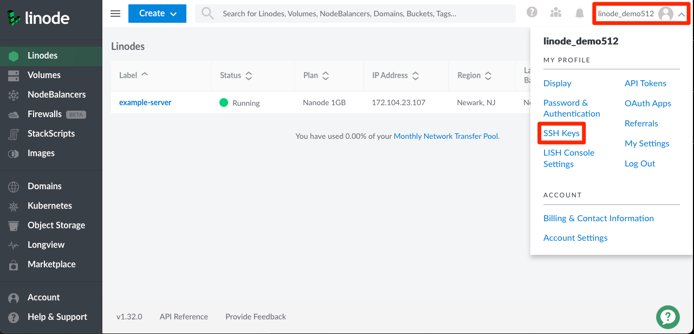 linode
Create
Search for Linodes, Volumes, NodeBalancers, Domains, Buckets, Tags...
linode_demo512
Linodes
Volumes
NodeBalancers
Firewalls BETA
StackScripts
Images
Domains
Kubernetes
Object Storage
Longview
Marketplace
Account
Help & Support
Linodes
Label Status Plan IP Address Region La
Ba
example-server Running Nanode 1GB 172.104.23.107 Newark, NJ
You have used 0.00% of your Monthly Network Transfer Pool.
linode_demo512
MY PROFILE
Display
Password &
Authentication
SSH Keys
LISH Console
Settings
API Tokens
OAuth Apps
Referrals
My Settings
Log Out
ACCOUNT
Billing & Contact Information
Account Settings
v1.32.0 API Reference Provide Feedback